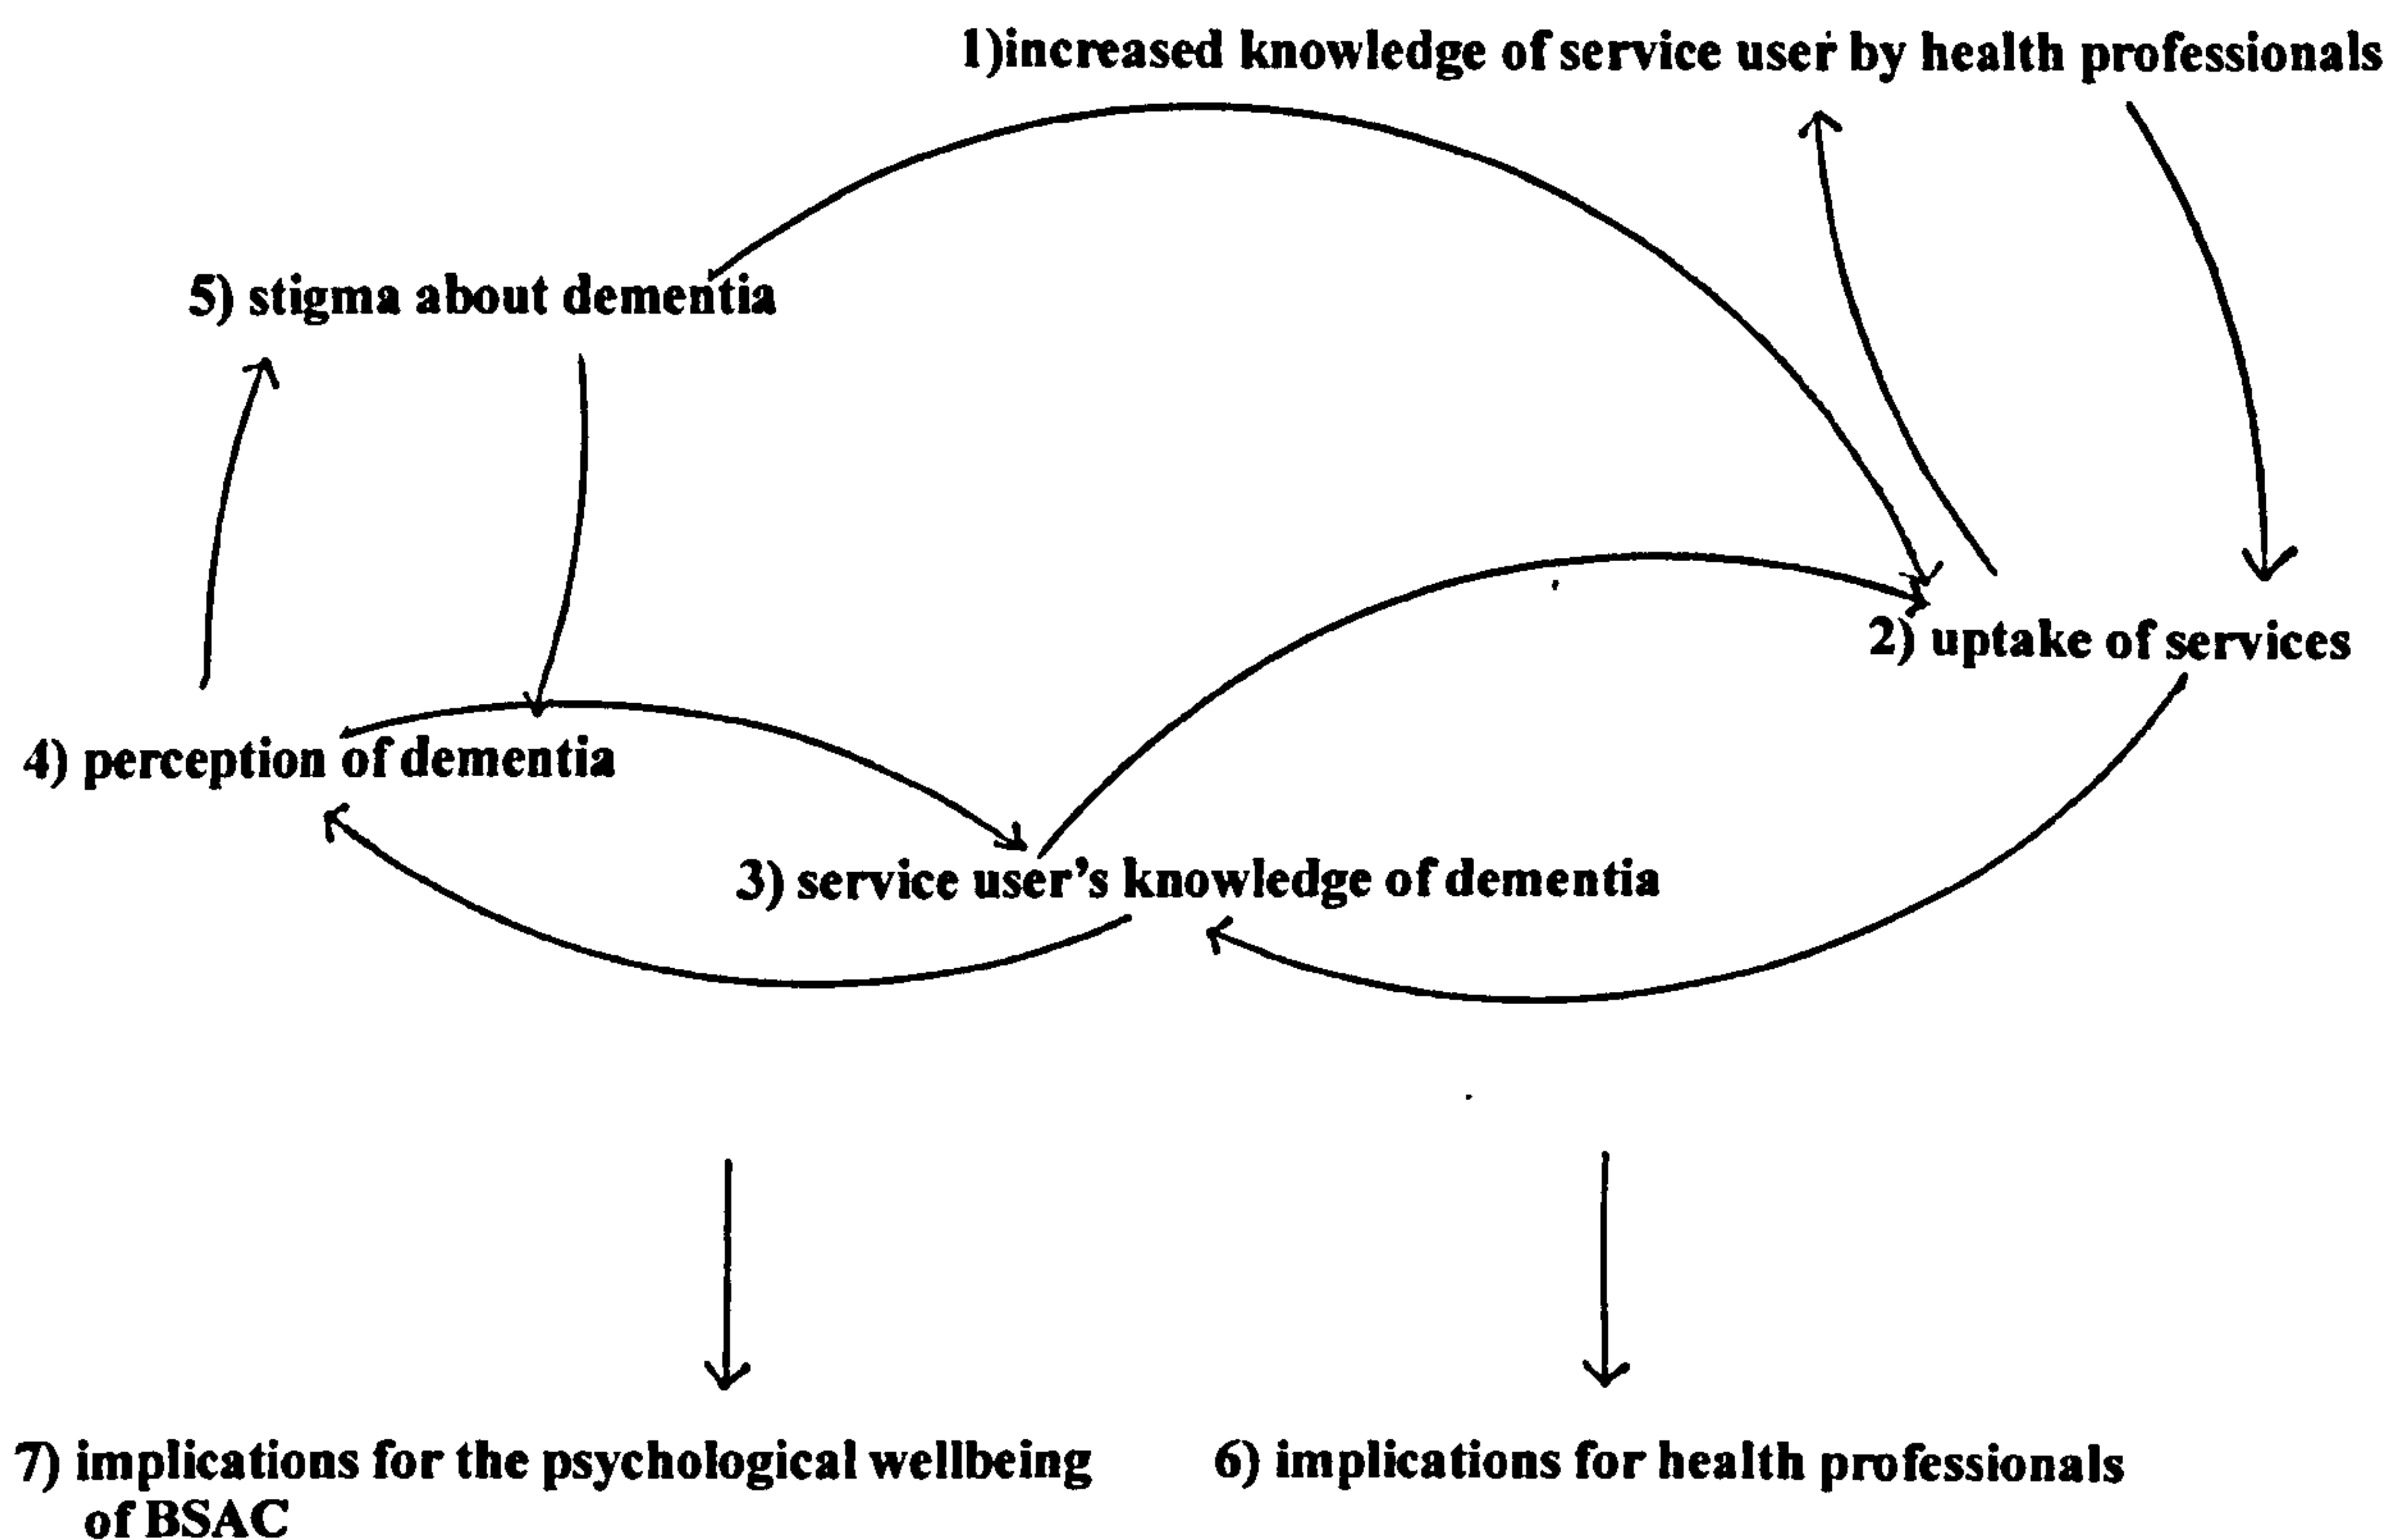 1)increased knowledge of service user by health professionals
5) stigma about dementia
2) uptake of services
4) perception of dementia
3) service user's knowledge of dementia
7) implications for the psychological wellbeing
of BSAC
6) implications for health professionals